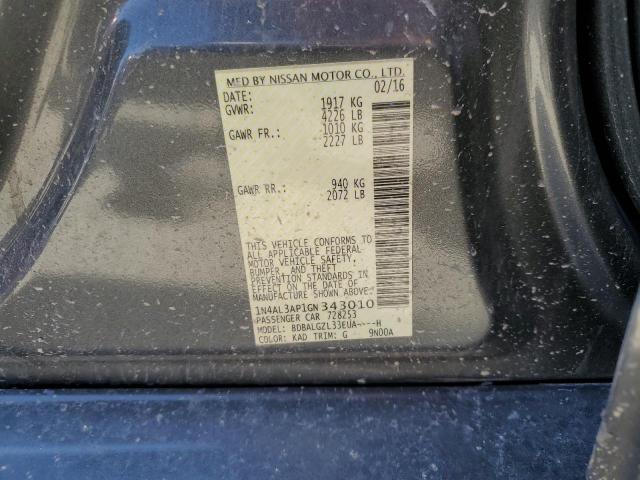 MFD BY NISSAN MOTOR CO., LTD.
DATE: 02/16
GVWR: 1917 KG
4226 LB
GAWR FR.: 1010 KG
2227 LB
GAWR RR.: 940 KG
2072 LB
THIS VEHICLE CONFORMS TO
ALL APPLICABLE FEDERAL
MOTOR VEHICLE SAFETY,
BUMPER, AND THEFT
PREVENTION STANDARDS IN
EFFECT ON THE DATE OF
MANUFACTURE SHOWN ABOVE.
1N4AL3AP1GN343010
PASSENGER CAR 728253
MODEL: BDBALGZL33EUA----H
COLOR: KAD TRIM: G 9N00A